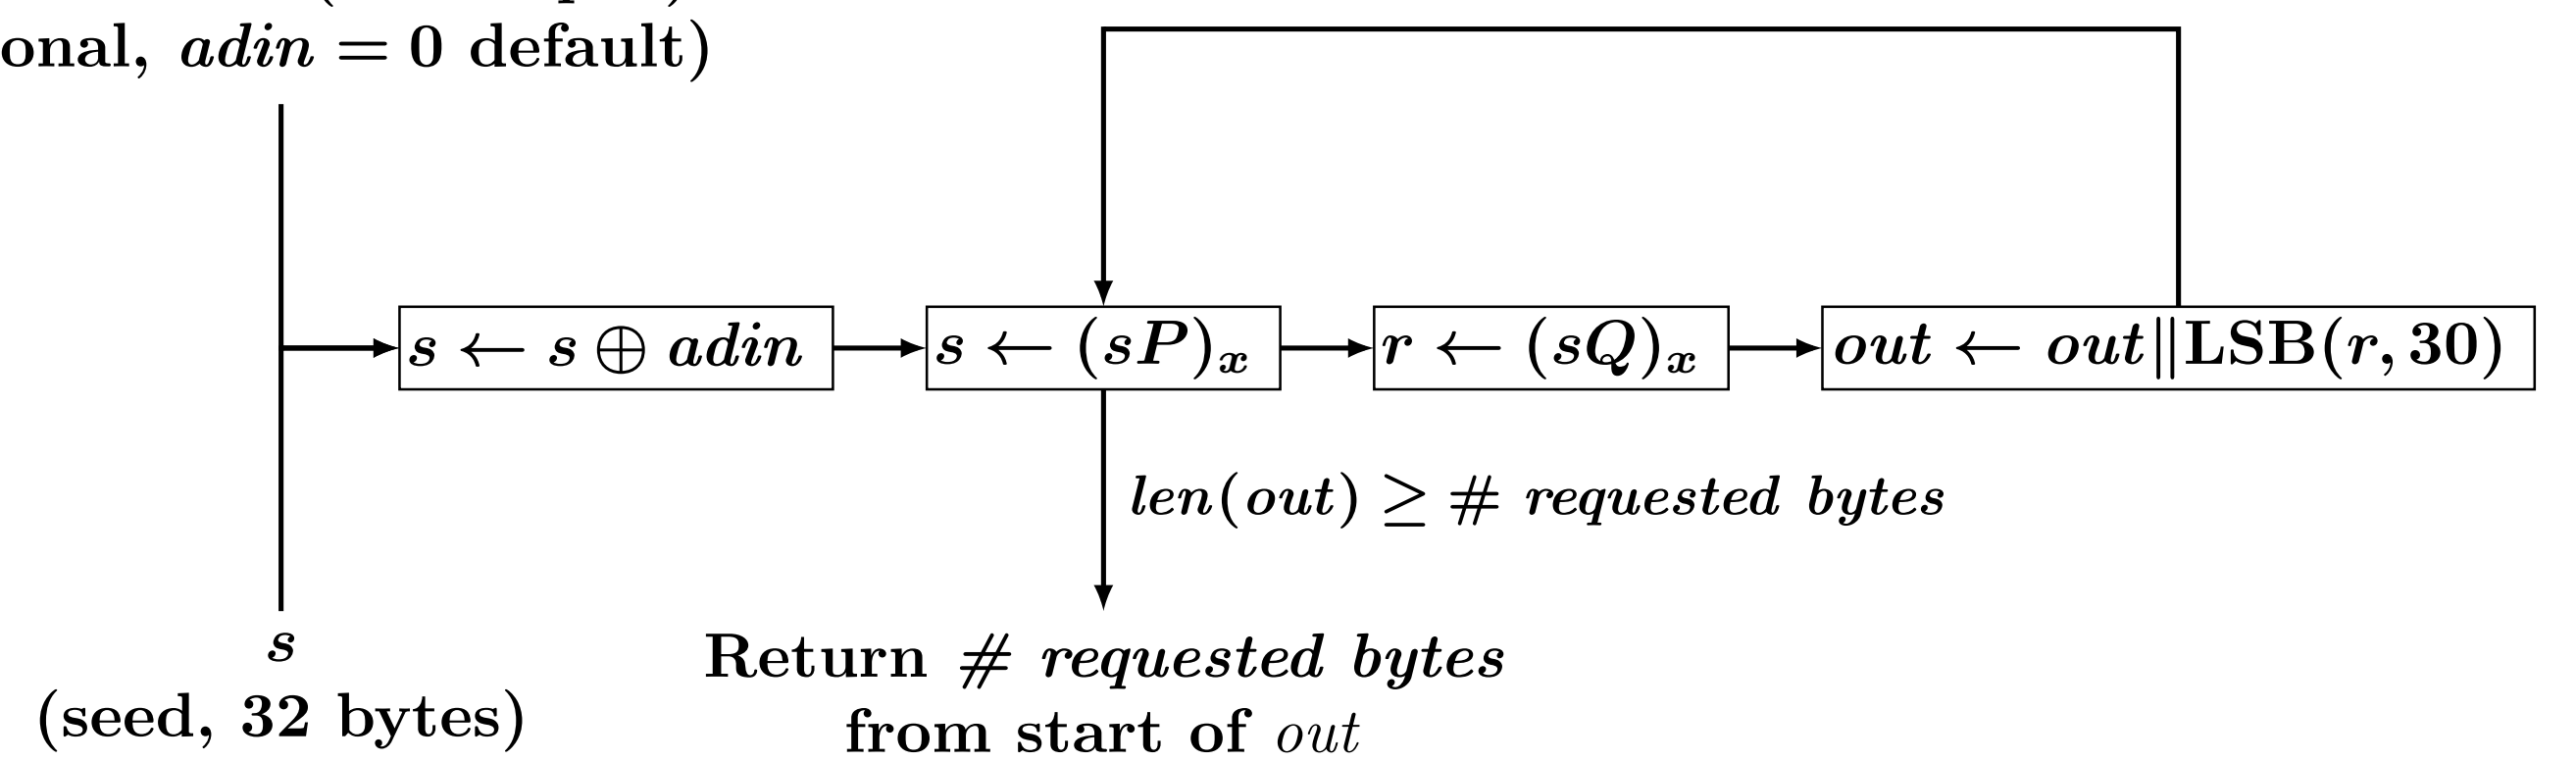 onal, adin = 0 default)
s ← s ⊕ adin
s ← (sP)ₓ
r ← (sQ)ₓ
out ← out‖LSB(r, 30)
len(out) ≥ # requested bytes
s
(seed, 32 bytes)
Return # requested bytes
from start of out